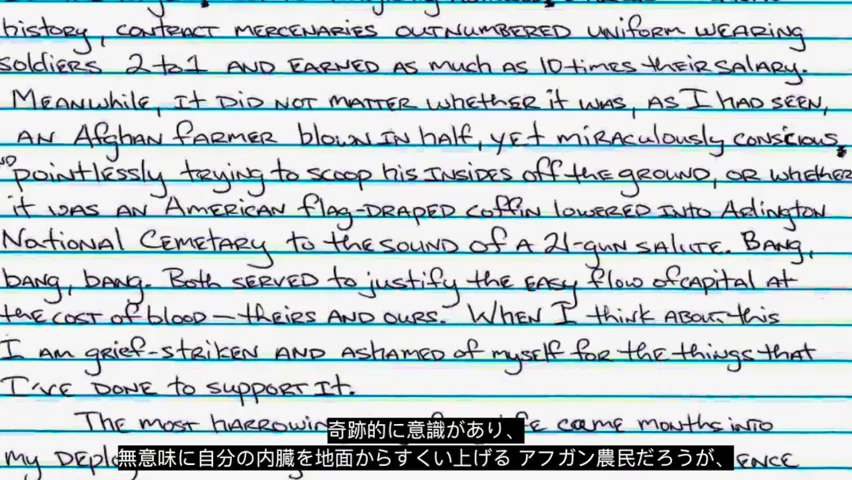 history, contract mercenaries outnumbered uniform wearing
soldiers 2 to 1 and earned as much as 10 times their salary.
Meanwhile, it did not matter whether it was, as I had seen,
an Afghan farmer blown in half, yet miraculously conscious,
pointlessly trying to scoop his insides off the ground, or whether
it was an American flag-draped coffin lowered into Arlington
National Cemetary to the sound of a 21-gun salute. Bang,
bang, bang. Both served to justify the easy flow of capital at
the cost of blood—theirs and ours. When I think about this
I am grief-striken and ashamed of myself for the things that
I've done to support it.
The most harrowin came months into
奇跡的に意識があり、
my Deplo ence
無意味に自分の内臓を地面からすくい上げる アフガン農民だろうが、